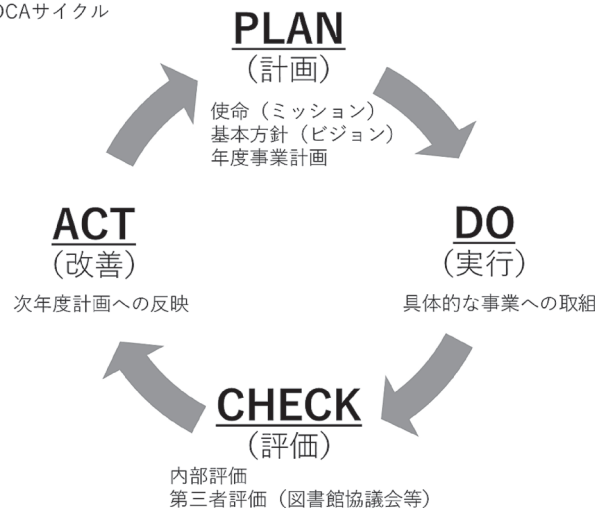 DCAサイクル
PLAN
（計画）
使命（ミッション）
基本方針（ビジョン）
年度事業計画
DO
（実行）
具体的な事業への取組
CHECK
（評価）
内部評価
第三者評価（図書館協議会等）
ACT
（改善）
次年度計画への反映